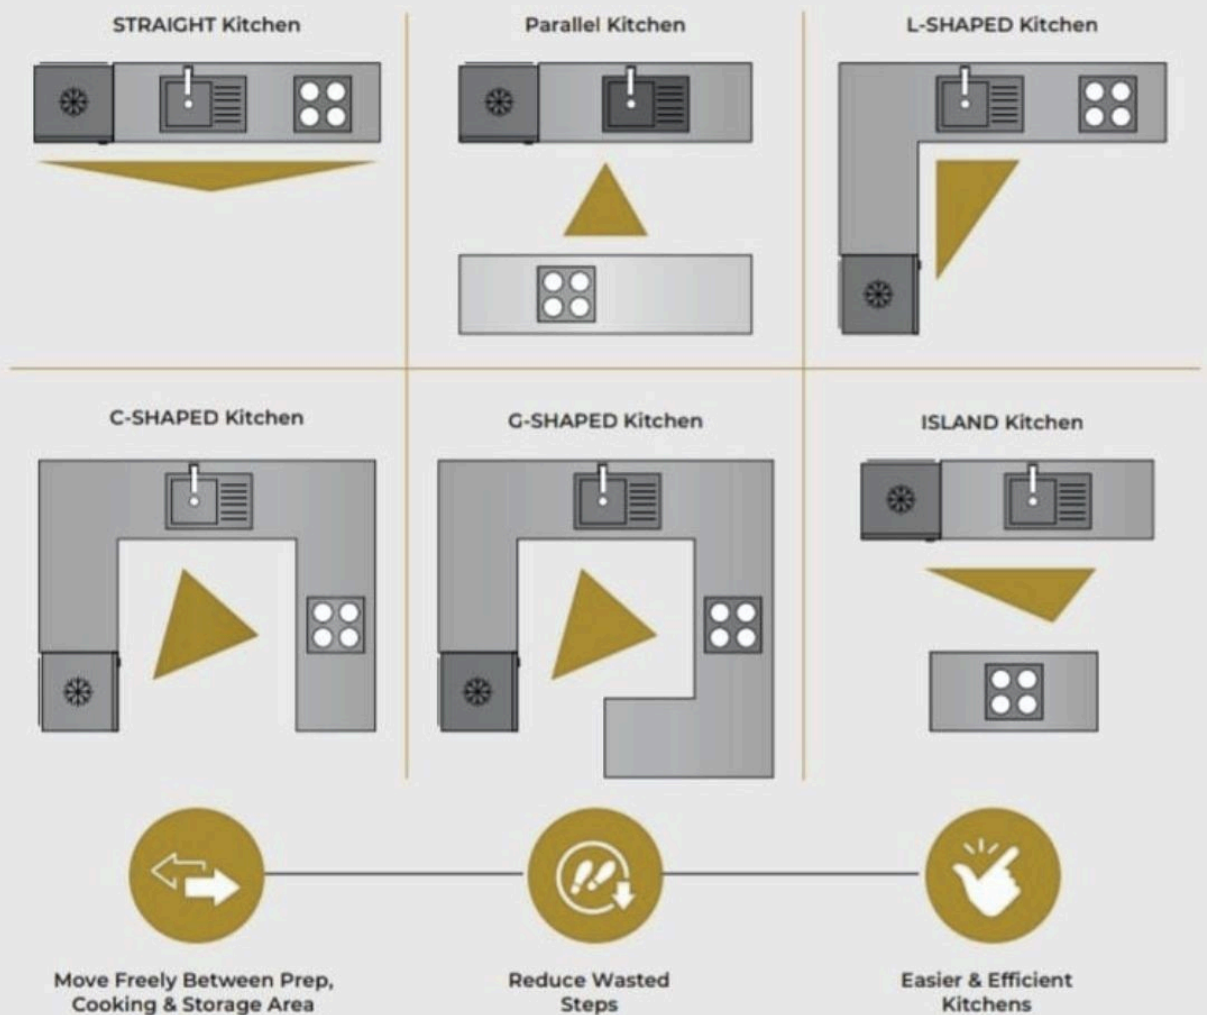 STRAIGHT Kitchen
Parallel Kitchen
L-SHAPED Kitchen
C-SHAPED Kitchen
G-SHAPED Kitchen
ISLAND Kitchen
Move Freely Between Prep,
Cooking & Storage Area
Reduce Wasted
Steps
Easier & Efficient
Kitchens